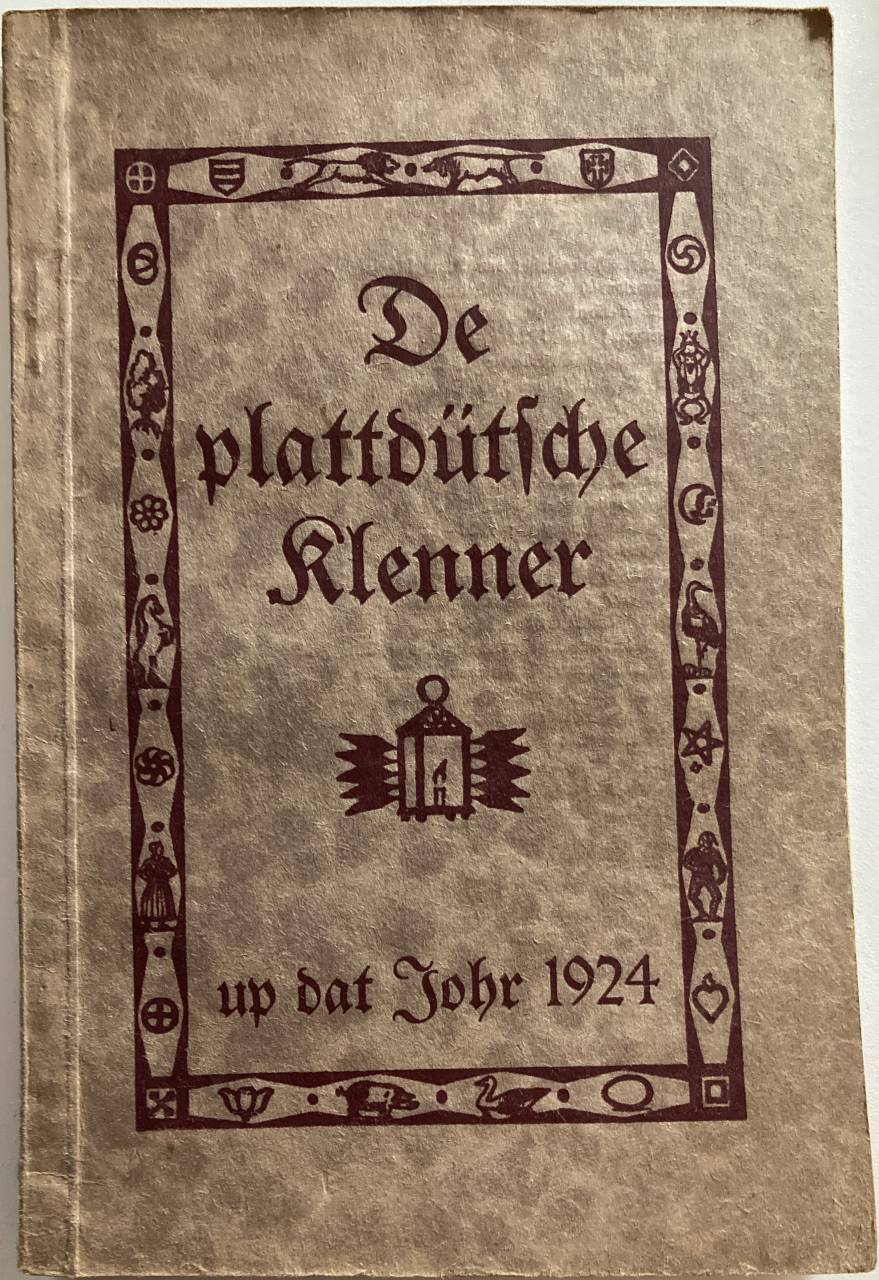 De
plattdütſche
Klenner
up dat Johr 1924